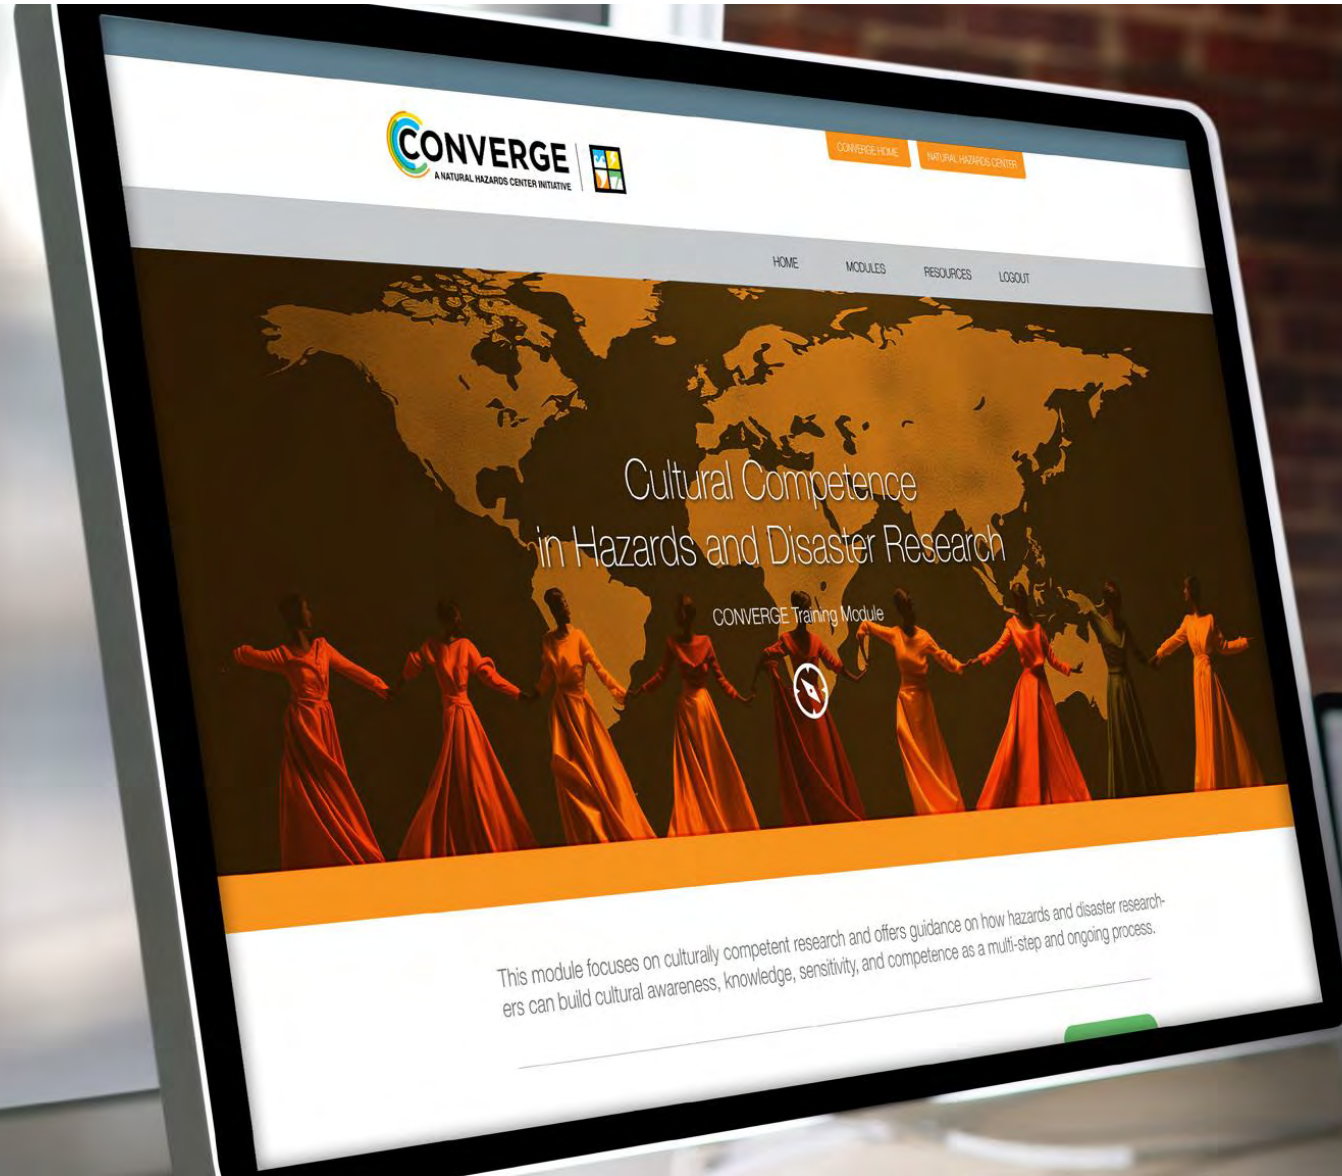 CONVERGE
A NATURAL HAZARDS CENTER INITIATIVE
CONVERGE HOME
NATURAL HAZARDS CENTER
HOME
MODULES
RESOURCES
LOGOUT
Cultural Competence
in Hazards and Disaster Research
CONVERGE Training Module
This module focuses on culturally competent research and offers guidance on how hazards and disaster research-
ers can build cultural awareness, knowledge, sensitivity, and competence as a multi-step and ongoing process.